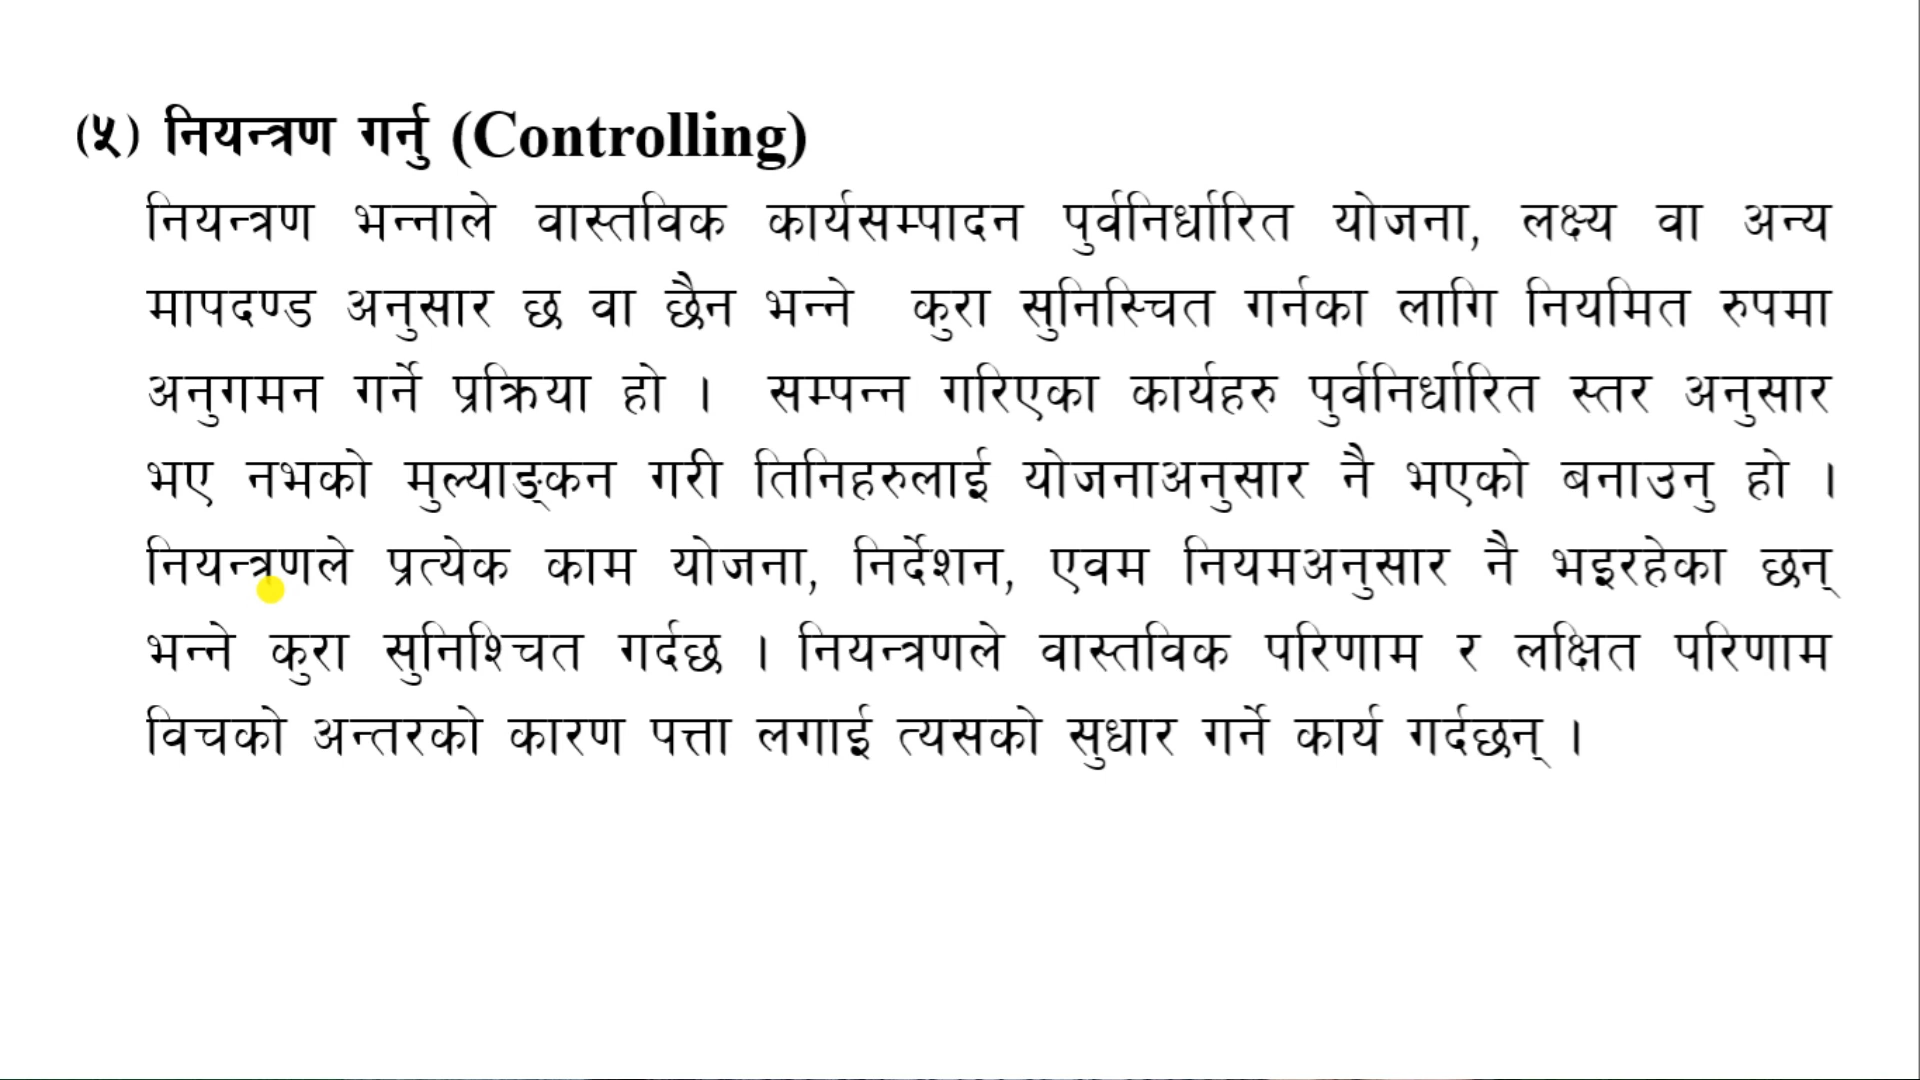 (५) नियन्त्रण गर्नु (Controlling)
नियन्त्रण भन्नाले वास्तविक कार्यसम्पादन पुर्वनिर्धारित योजना, लक्ष्य वा अन्य
मापदण्ड अनुसार छ वा छैन भन्ने कुरा सुनिस्चित गर्नका लागि नियमित रुपमा
अनुगमन गर्ने प्रक्रिया हो । सम्पन्न गरिएका कार्यहरु पुर्वनिर्धारित स्तर अनुसार
भए नभको मुल्याङ्कन गरी तिनिहरुलाई योजनाअनुसार नै भएको बनाउनु हो ।
नियन्त्रणले प्रत्येक काम योजना, निर्देशन, एवम नियमअनुसार नै भइरहेका छन्
भन्ने कुरा सुनिश्चित गर्दछ । नियन्त्रणले वास्तविक परिणाम र लक्षित परिणाम
विचको अन्तरको कारण पत्ता लगाई त्यसको सुधार गर्ने कार्य गर्दछन् ।